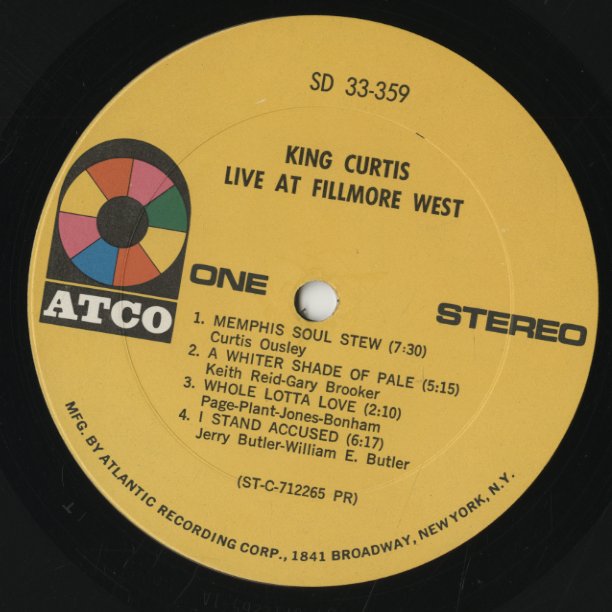 SD 33-359
KING CURTIS
LIVE AT FILLMORE WEST
ATCO
ONE
STEREO
1. MEMPHIS SOUL STEW (7:30)
Curtis Ousley
2. A WHITER SHADE OF PALE (5:15)
Keith Reid-Gary Brooker
3. WHOLE LOTTA LOVE (2:10)
Page-Plant-Jones-Bonham
4. I STAND ACCUSED (6:17)
Jerry Butler-William E. Butler
(ST-C-712265 PR)
MFG. BY ATLANTIC RECORDING CORP., 1841 BROADWAY, NEW YORK, N.Y.